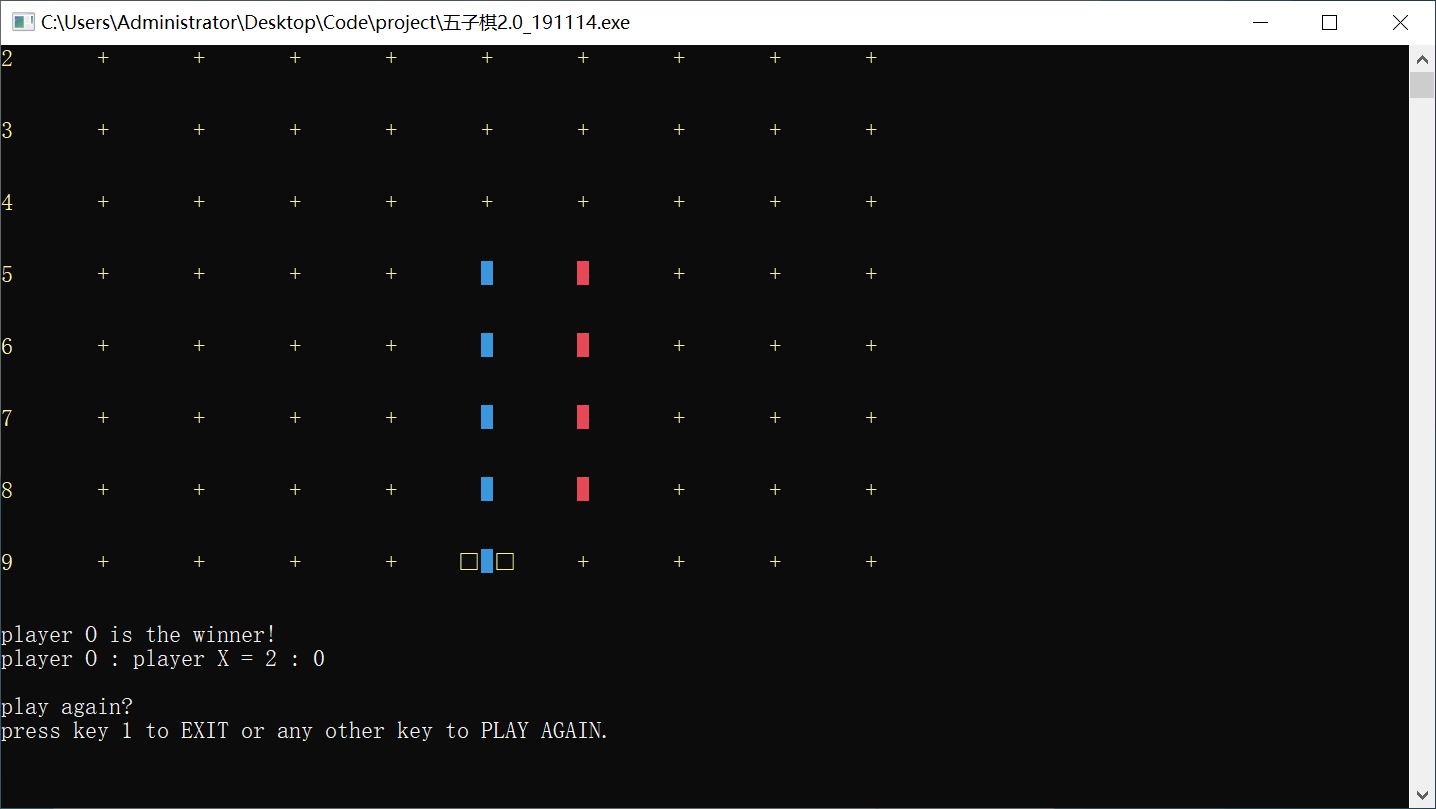 C:\Users\Administrator\Desktop\Code\project\五子棋2.0_191114.exe
2 + + + + + + + + +
3 + + + + + + + + +
4 + + + + + + + + +
5 + + + + + + +
6 + + + + + + +
7 + + + + + + +
8 + + + + + + +
9 + + + + □ □ + + + +
player O is the winner!
player O : player X = 2 : 0
play again?
press key 1 to EXIT or any other key to PLAY AGAIN.